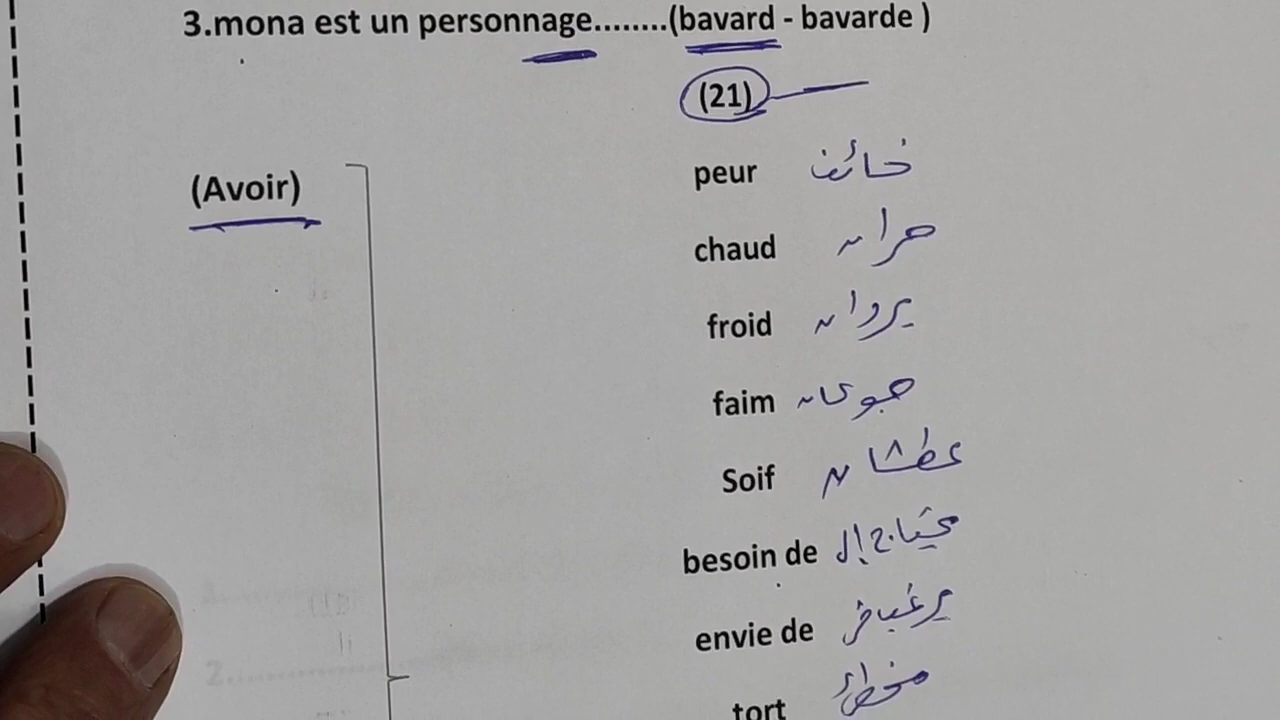 3.mona est un personnage........(bavard - bavarde )
(21)
(Avoir)
peur خائف
chaud حران
froid بردان
faim جوعان
Soif عطشان
besoin de محتاج إلى
envie de يرغب في
tort مخطئ